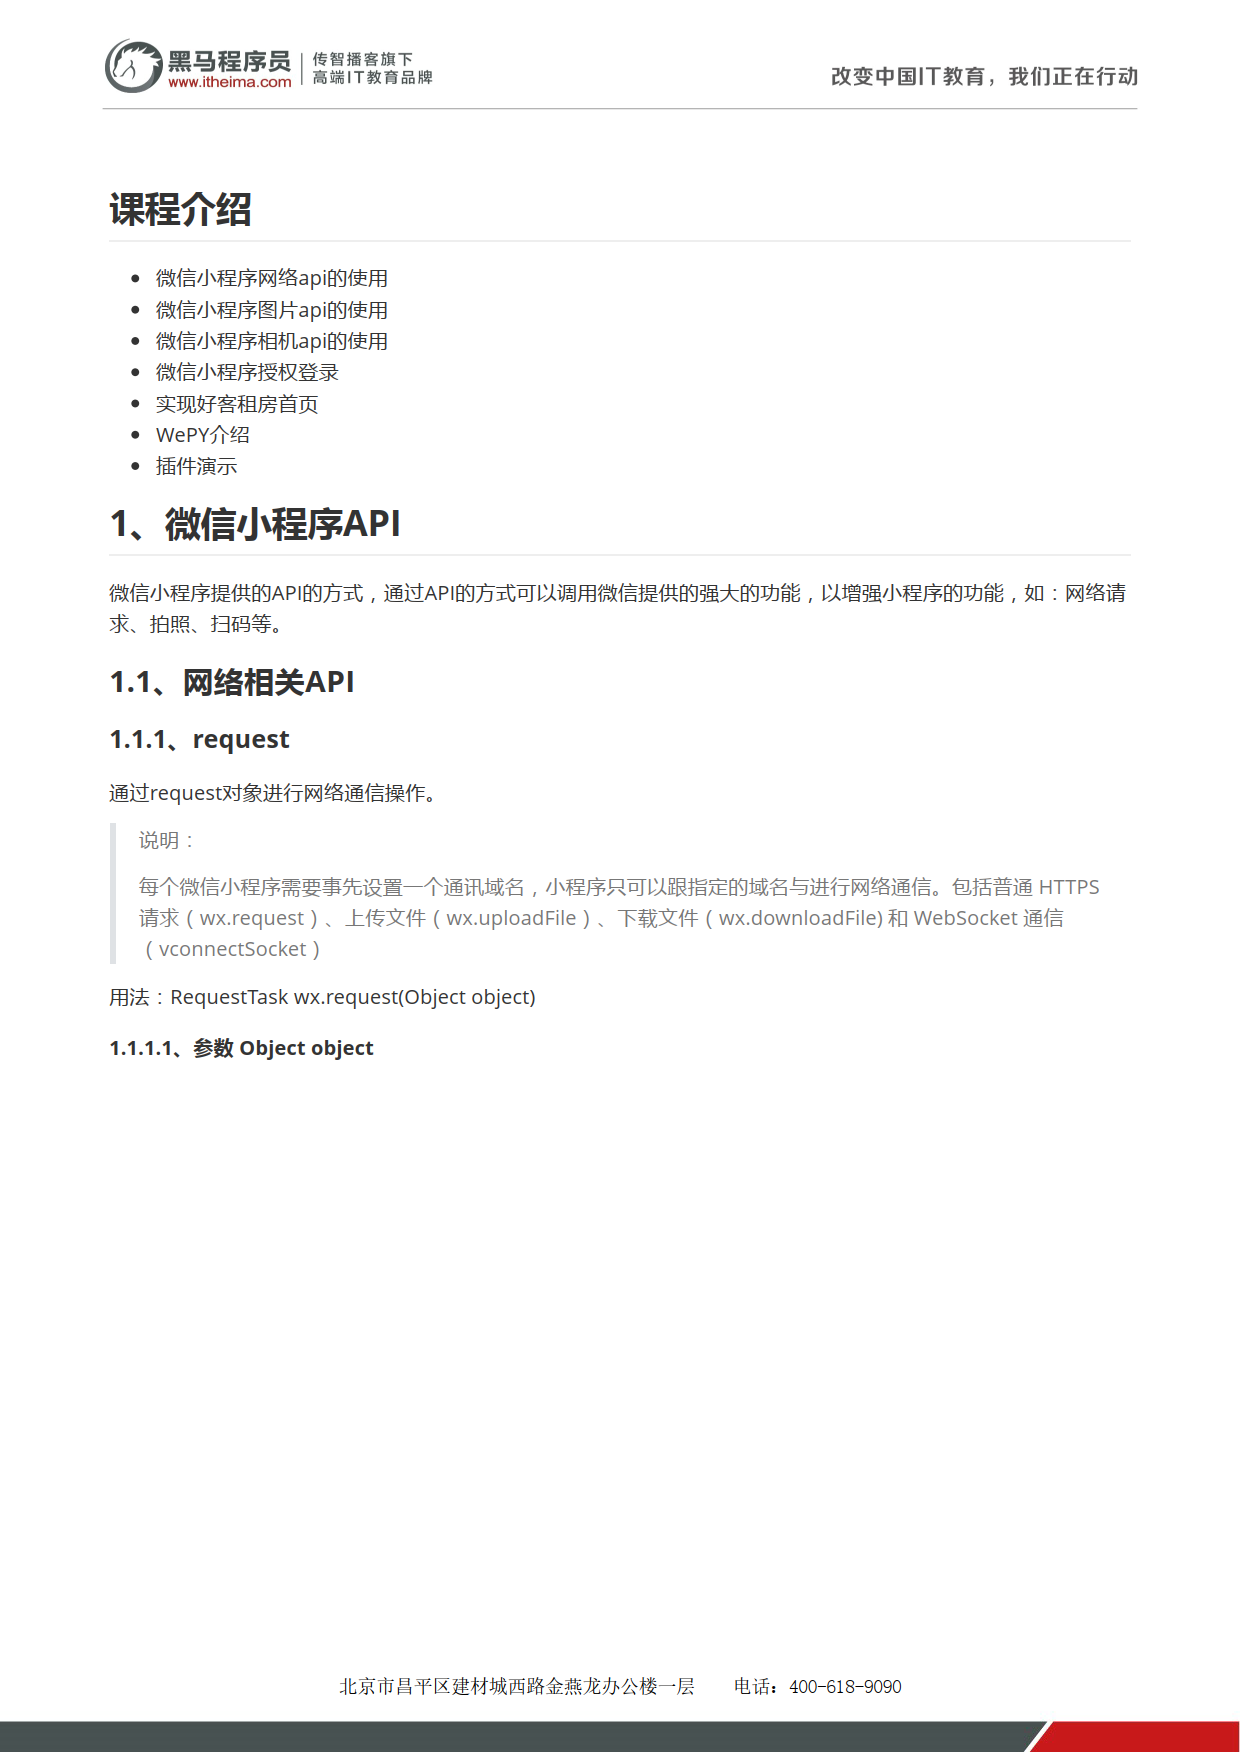 黑马程序员
www.itheima.com
传智播客旗下
高端IT教育品牌
改变中国IT教育，我们正在行动
课程介绍
微信小程序网络api的使用
微信小程序图片api的使用
微信小程序相机api的使用
微信小程序授权登录
实现好客租房首页
WePY介绍
插件演示
1、微信小程序API
微信小程序提供的API的方式，通过API的方式可以调用微信提供的强大的功能，以增强小程序的功能，如：网络请
求、拍照、扫码等。
1.1、网络相关API
1.1.1、request
通过request对象进行网络通信操作。
说明：
每个微信小程序需要事先设置一个通讯域名，小程序只可以跟指定的域名与进行网络通信。包括普通 HTTPS
请求（wx.request）、上传文件（wx.uploadFile）、下载文件（wx.downloadFile) 和 WebSocket 通信
（vconnectSocket）
用法：RequestTask wx.request(Object object)
1.1.1.1、参数 Object object
北京市昌平区建材城西路金燕龙办公楼一层 电话：400-618-9090